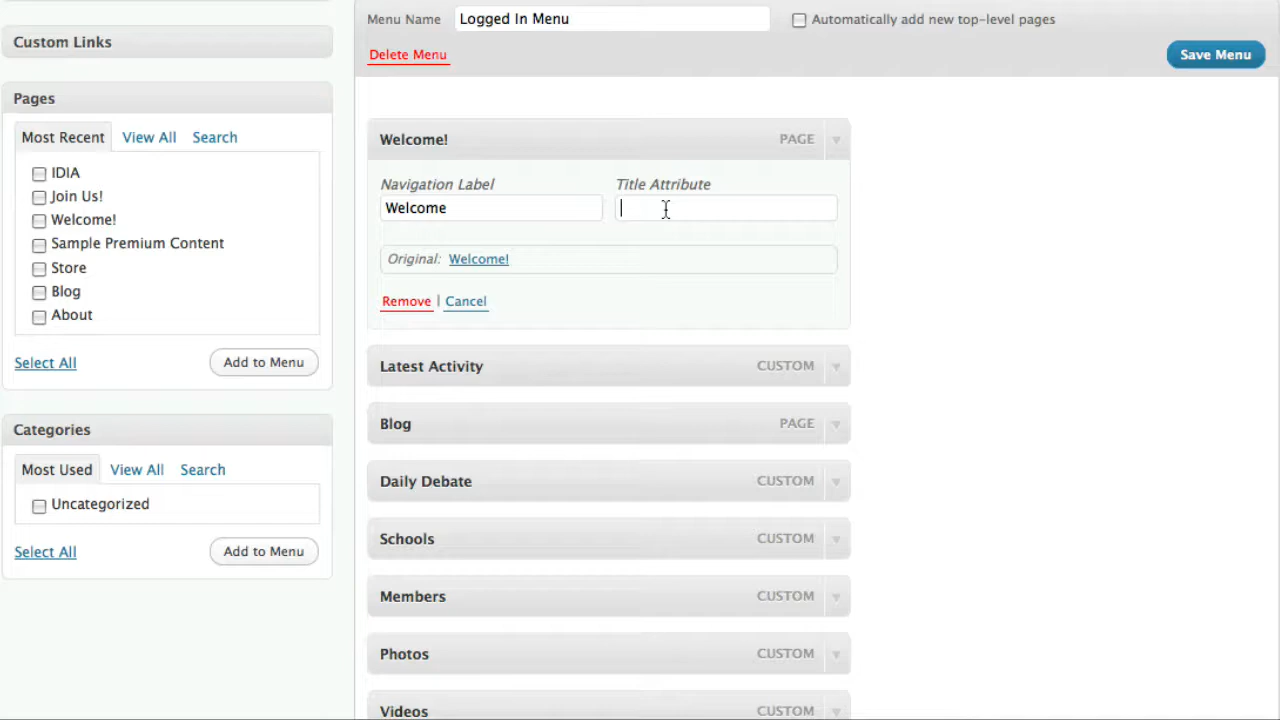 Custom Links
Pages
Most Recent View All Search
IDIA
Join Us!
Welcome!
Sample Premium Content
Store
Blog
About
Select All Add to Menu
Categories
Most Used View All Search
Uncategorized
Select All Add to Menu
Menu Name Logged In Menu Automatically add new top-level pages
Delete Menu Save Menu
Welcome! PAGE
Navigation Label Title Attribute
Welcome
Original: Welcome!
Remove | Cancel
Latest Activity CUSTOM
Blog PAGE
Daily Debate CUSTOM
Schools CUSTOM
Members CUSTOM
Photos CUSTOM
Videos CUSTOM